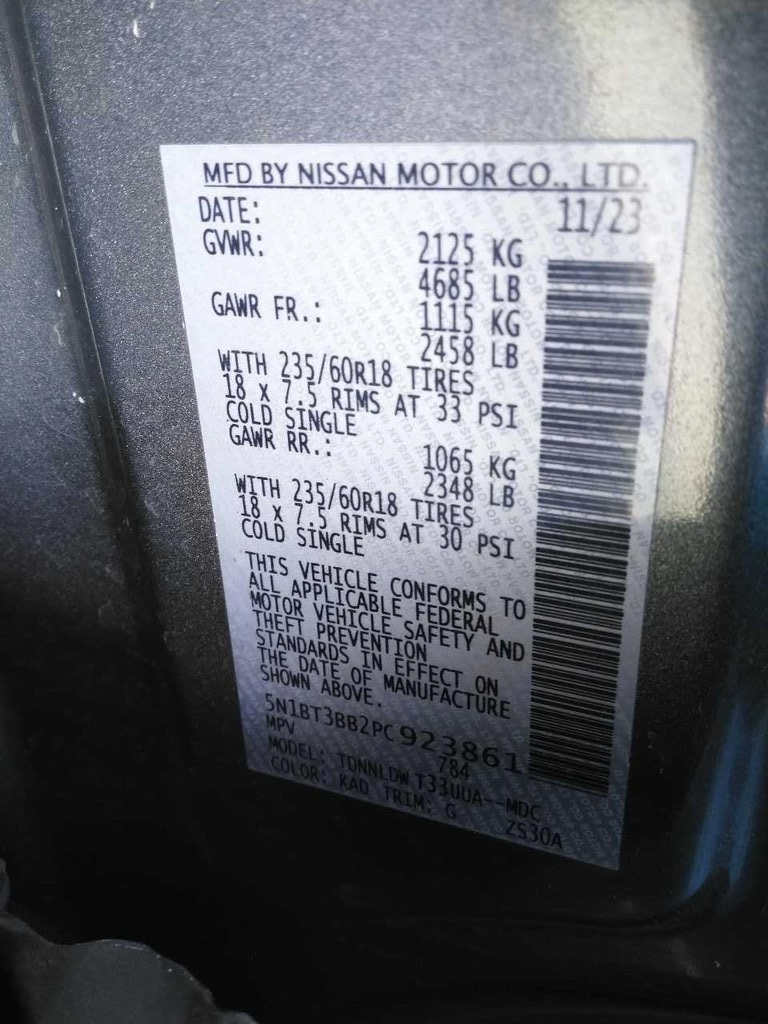 MFD BY NISSAN MOTOR CO., LTD.
DATE: 11/23
GVWR: 2125 KG
4685 LB
GAWR FR.: 1115 KG
2458 LB
WITH 235/60R18 TIRES
18 x 7.5 RIMS AT 33 PSI
COLD SINGLE
GAWR RR.: 1065 KG
2348 LB
WITH 235/60R18 TIRES
18 x 7.5 RIMS AT 30 PSI
COLD SINGLE
THIS VEHICLE CONFORMS TO
ALL APPLICABLE FEDERAL
MOTOR VEHICLE SAFETY AND
THEFT PREVENTION
STANDARDS IN EFFECT ON
THE DATE OF MANUFACTURE
SHOWN ABOVE.
5N1BT3BB2PC923861
MPV 784
MODEL: TDNNLDW T33UUA--MDC
COLOR: KAD TRIM: G ZS30A